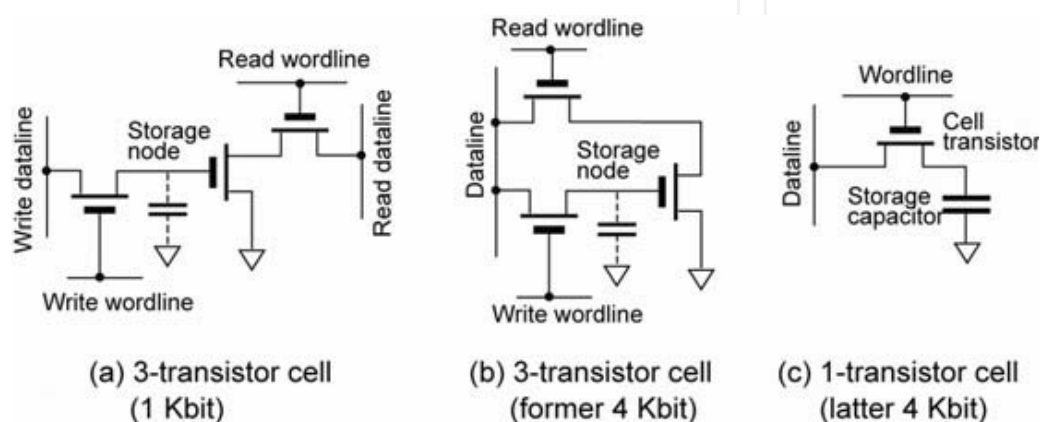 Write dataline
Storage
node
Write wordline
Read wordline
Read dataline
(a) 3-transistor cell
(1 Kbit)
Read wordline
Dataline
Storage
node
Write wordline
(b) 3-transistor cell
(former 4 Kbit)
Wordline
Dataline
Cell
transistor
Storage
capacitor
(c) 1-transistor cell
(latter 4 Kbit)